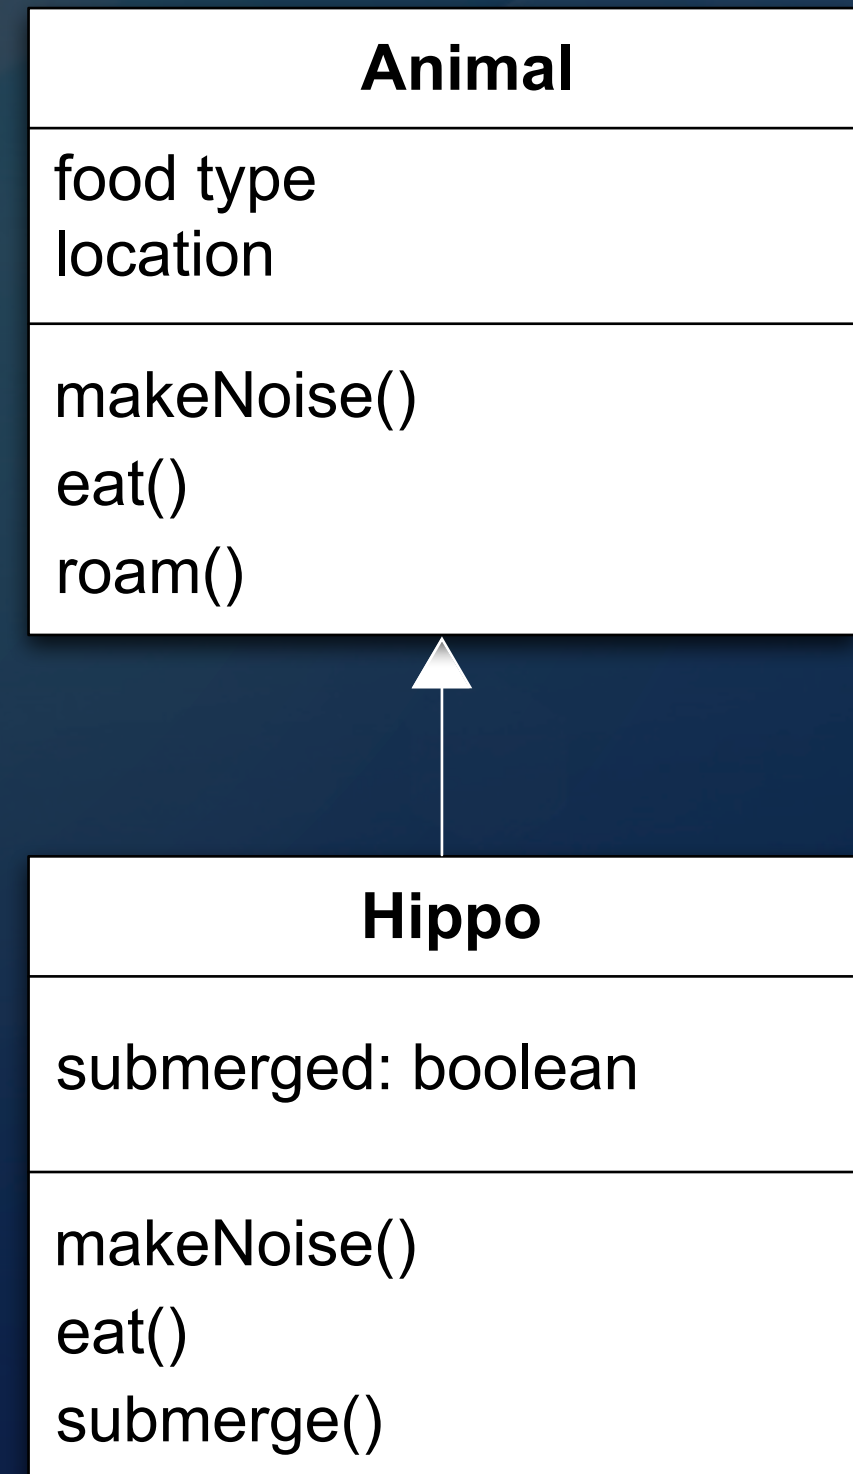 Animal
food type
location
makeNoise()
eat()
roam()
Hippo
submerged: boolean
makeNoise()
eat()
submerge()